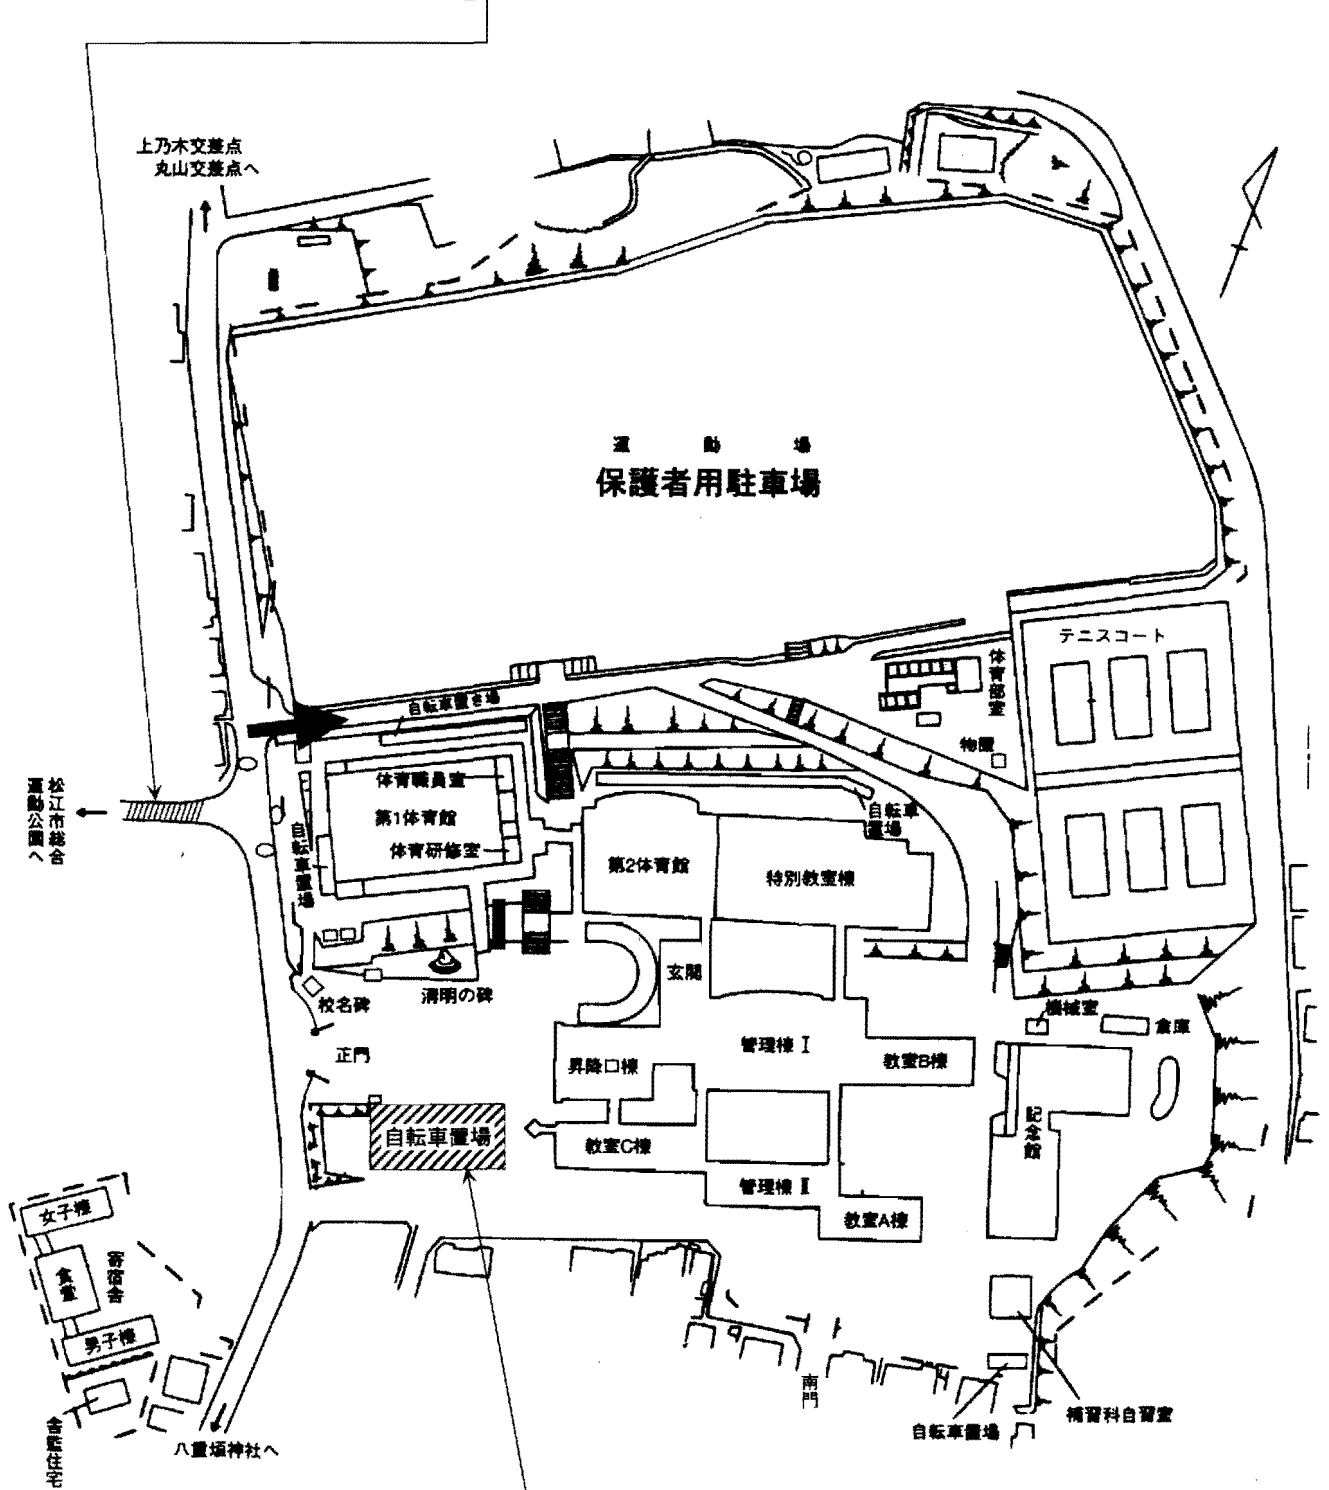 上乃木交差点
丸山交差点へ
運動場
保護者用駐車場
テニスコート
体育部室
自転車置き場
物置
体育職員室
松江市総合
運動公園へ
第1体育館
自転車置場
自転車
置場
体育研修室
第2体育館
特別教室棟
玄関
清明の碑
校名碑
機械室
倉庫
正門
管理棟 Ⅰ
昇降口棟
教室B棟
記念館
自転車置場
教室C棟
管理棟 Ⅱ
教室A棟
女子棟
食堂
寄宿舎
男子棟
南門
補習科自習室
自転車置場
舎監住宅
八重垣神社へ